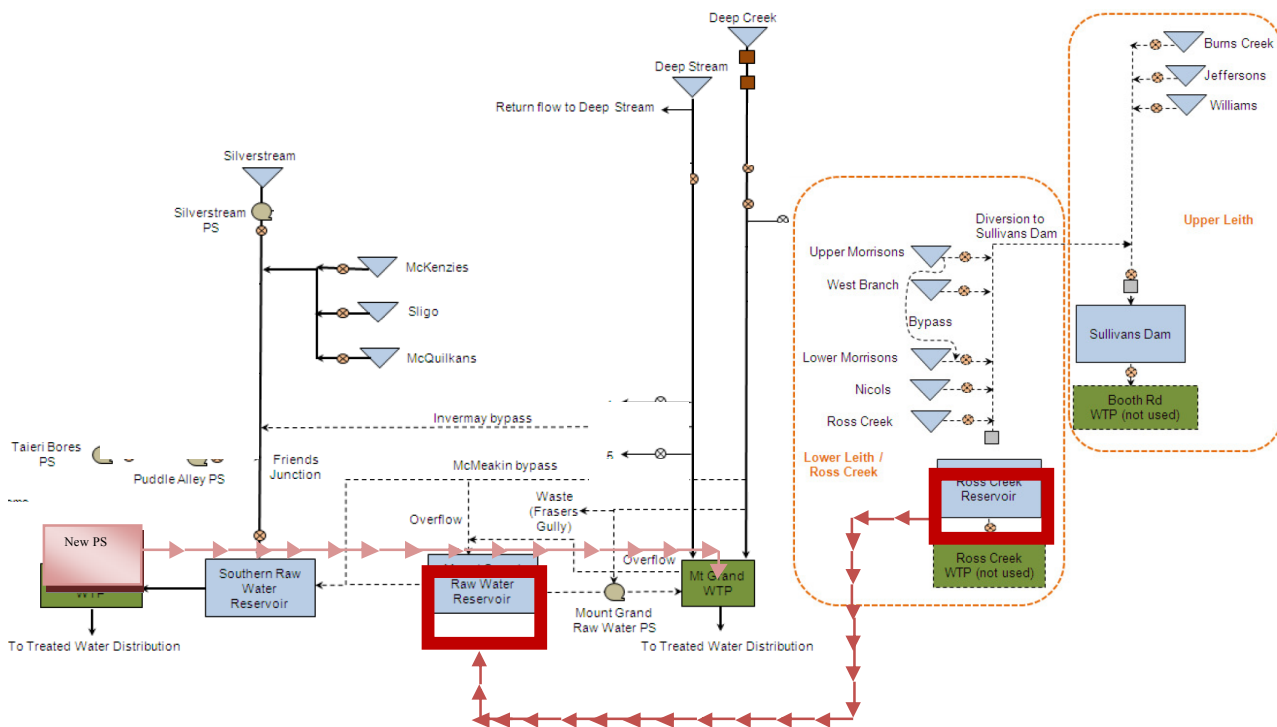 Deep Creek
Deep Stream
Return flow to Deep Stream
Burns Creek
Jeffersons
Williams
Upper Leith
Silverstream
Silverstream
PS
McKenzies
Sligo
McQuilkans
Diversion to
Sullivans Dam
Upper Morrisons
West Branch
Bypass
Lower Morrisons
Nicols
Ross Creek
Lower Leith /
Ross Creek
Sullivans Dam
Booth Rd
WTP (not used)
Invermay bypass
Taieri Bores
PS
Puddle Alley PS
Friends
Junction
McMeakin bypass
5
Overflow
Waste
(Frasers
Gully)
Overflow
Ross Creek
Reservoir
Ross Creek
WTP (not used)
New PS
WTP
Southern Raw
Water
Reservoir
Raw Water
Reservoir
Mount Grand
Raw Water PS
Mt Grand
WTP
To Treated Water Distribution
To Treated Water Distribution